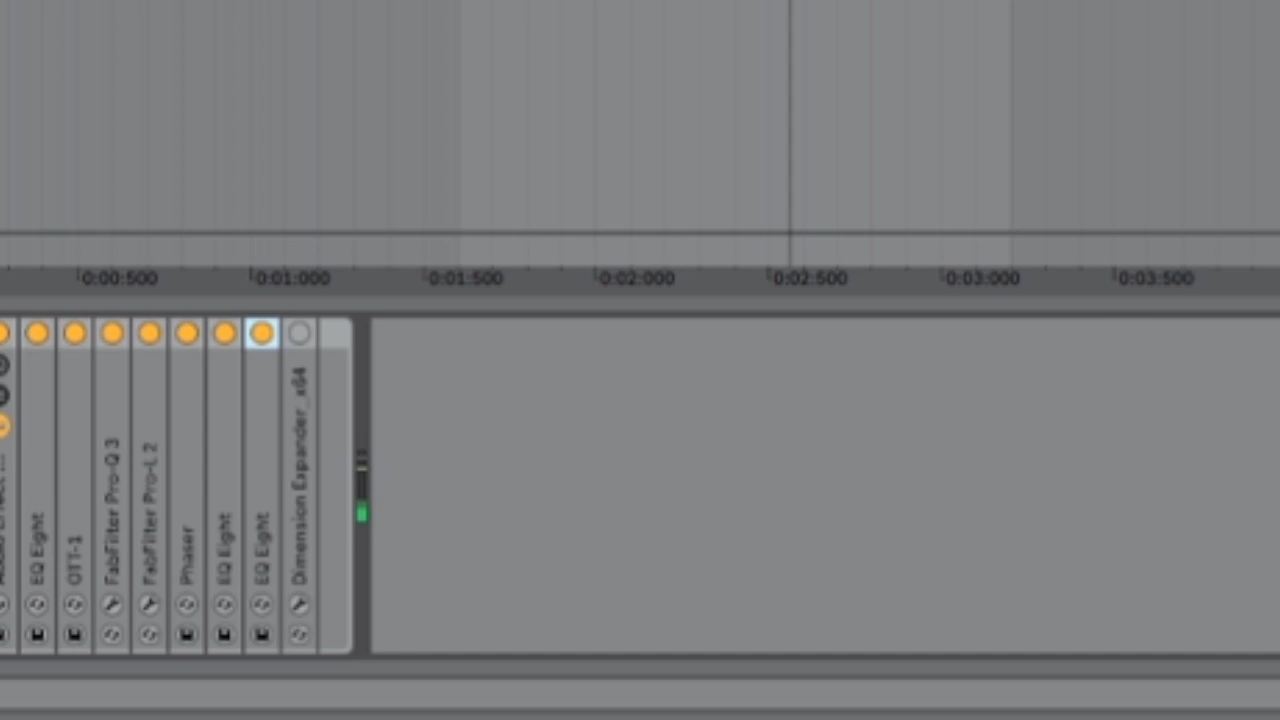 0:00:500 0:01:000 0:01:500 0:02:000 0:02:500 0:03:000 0:03:500
EQ Eight
OTT-1
FabFilter Pro-Q 3
FabFilter Pro-L 2
Phaser
EQ Eight
EQ Eight
Dimension Expander_x64